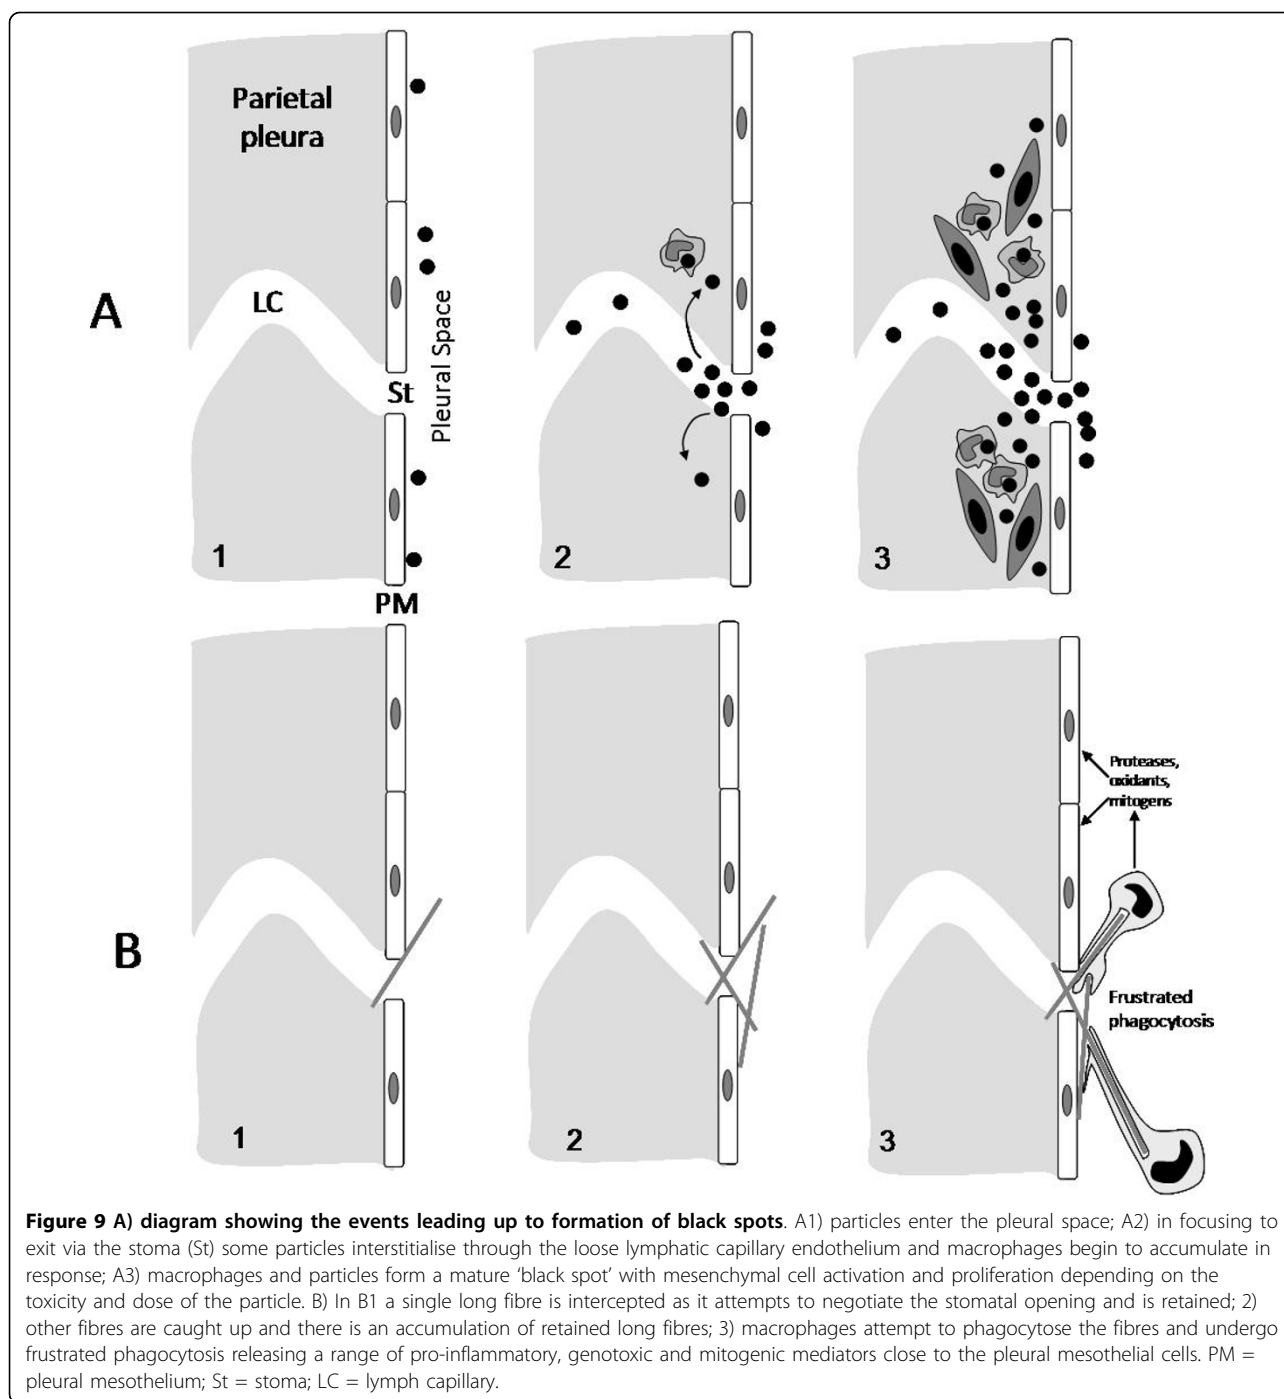 A
Parietal
pleura
LC
St
Pleural Space
PM
1
2
3
B
1
2
3
Proteases,
oxidants,
mitogens
Frustrated
phagocytosis
Figure 9 A) diagram showing the events leading up to formation of black spots. A1) particles enter the pleural space; A2) in focusing to
exit via the stoma (St) some particles interstitialise through the loose lymphatic capillary endothelium and macrophages begin to accumulate in
response; A3) macrophages and particles form a mature ‘black spot’ with mesenchymal cell activation and proliferation depending on the
toxicity and dose of the particle. B) In B1 a single long fibre is intercepted as it attempts to negotiate the stomatal opening and is retained; 2)
other fibres are caught up and there is an accumulation of retained long fibres; 3) macrophages attempt to phagocytose the fibres and undergo
frustrated phagocytosis releasing a range of pro-inflammatory, genotoxic and mitogenic mediators close to the pleural mesothelial cells. PM =
pleural mesothelium; St = stoma; LC = lymph capillary.